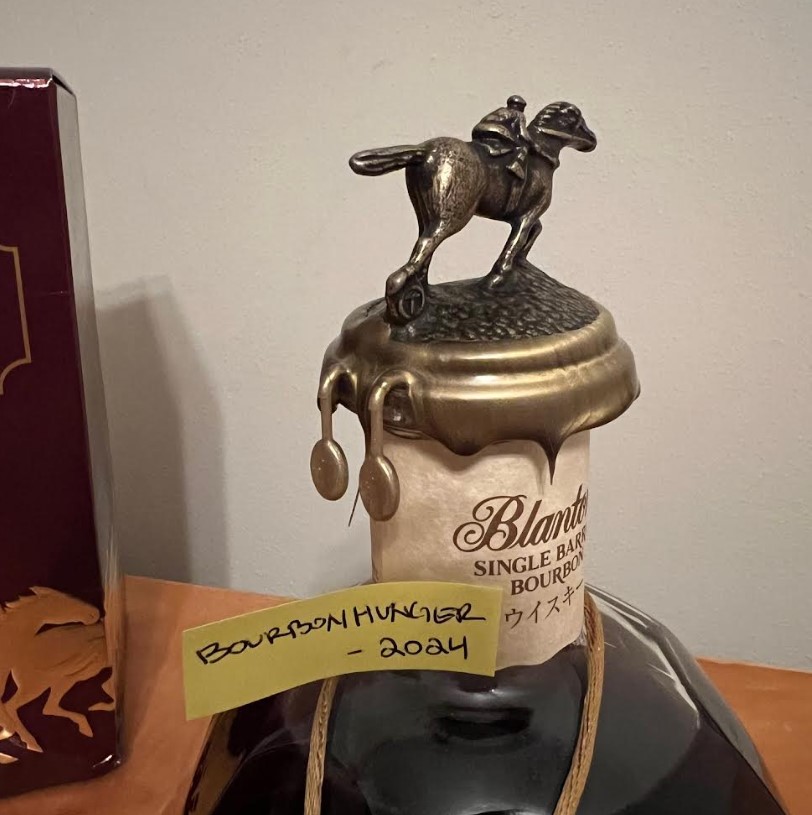 T
Blanto
SINGLE BARR
BOURBON
ウイスキー
BOURBONHUNGER
- 2024